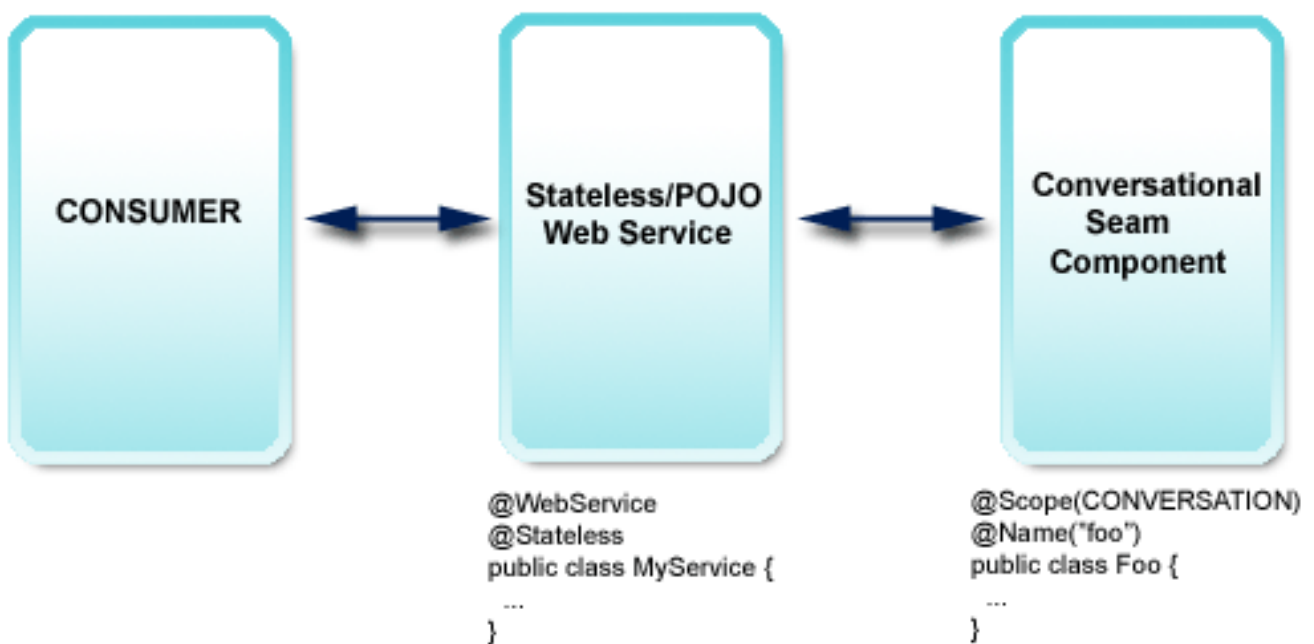 CONSUMER
Stateless/POJO
Web Service
Conversational
Seam
Component
@WebService
@Stateless
public class MyService {
...
}
@Scope(CONVERSATION)
@Name("foo")
public class Foo {
...
}